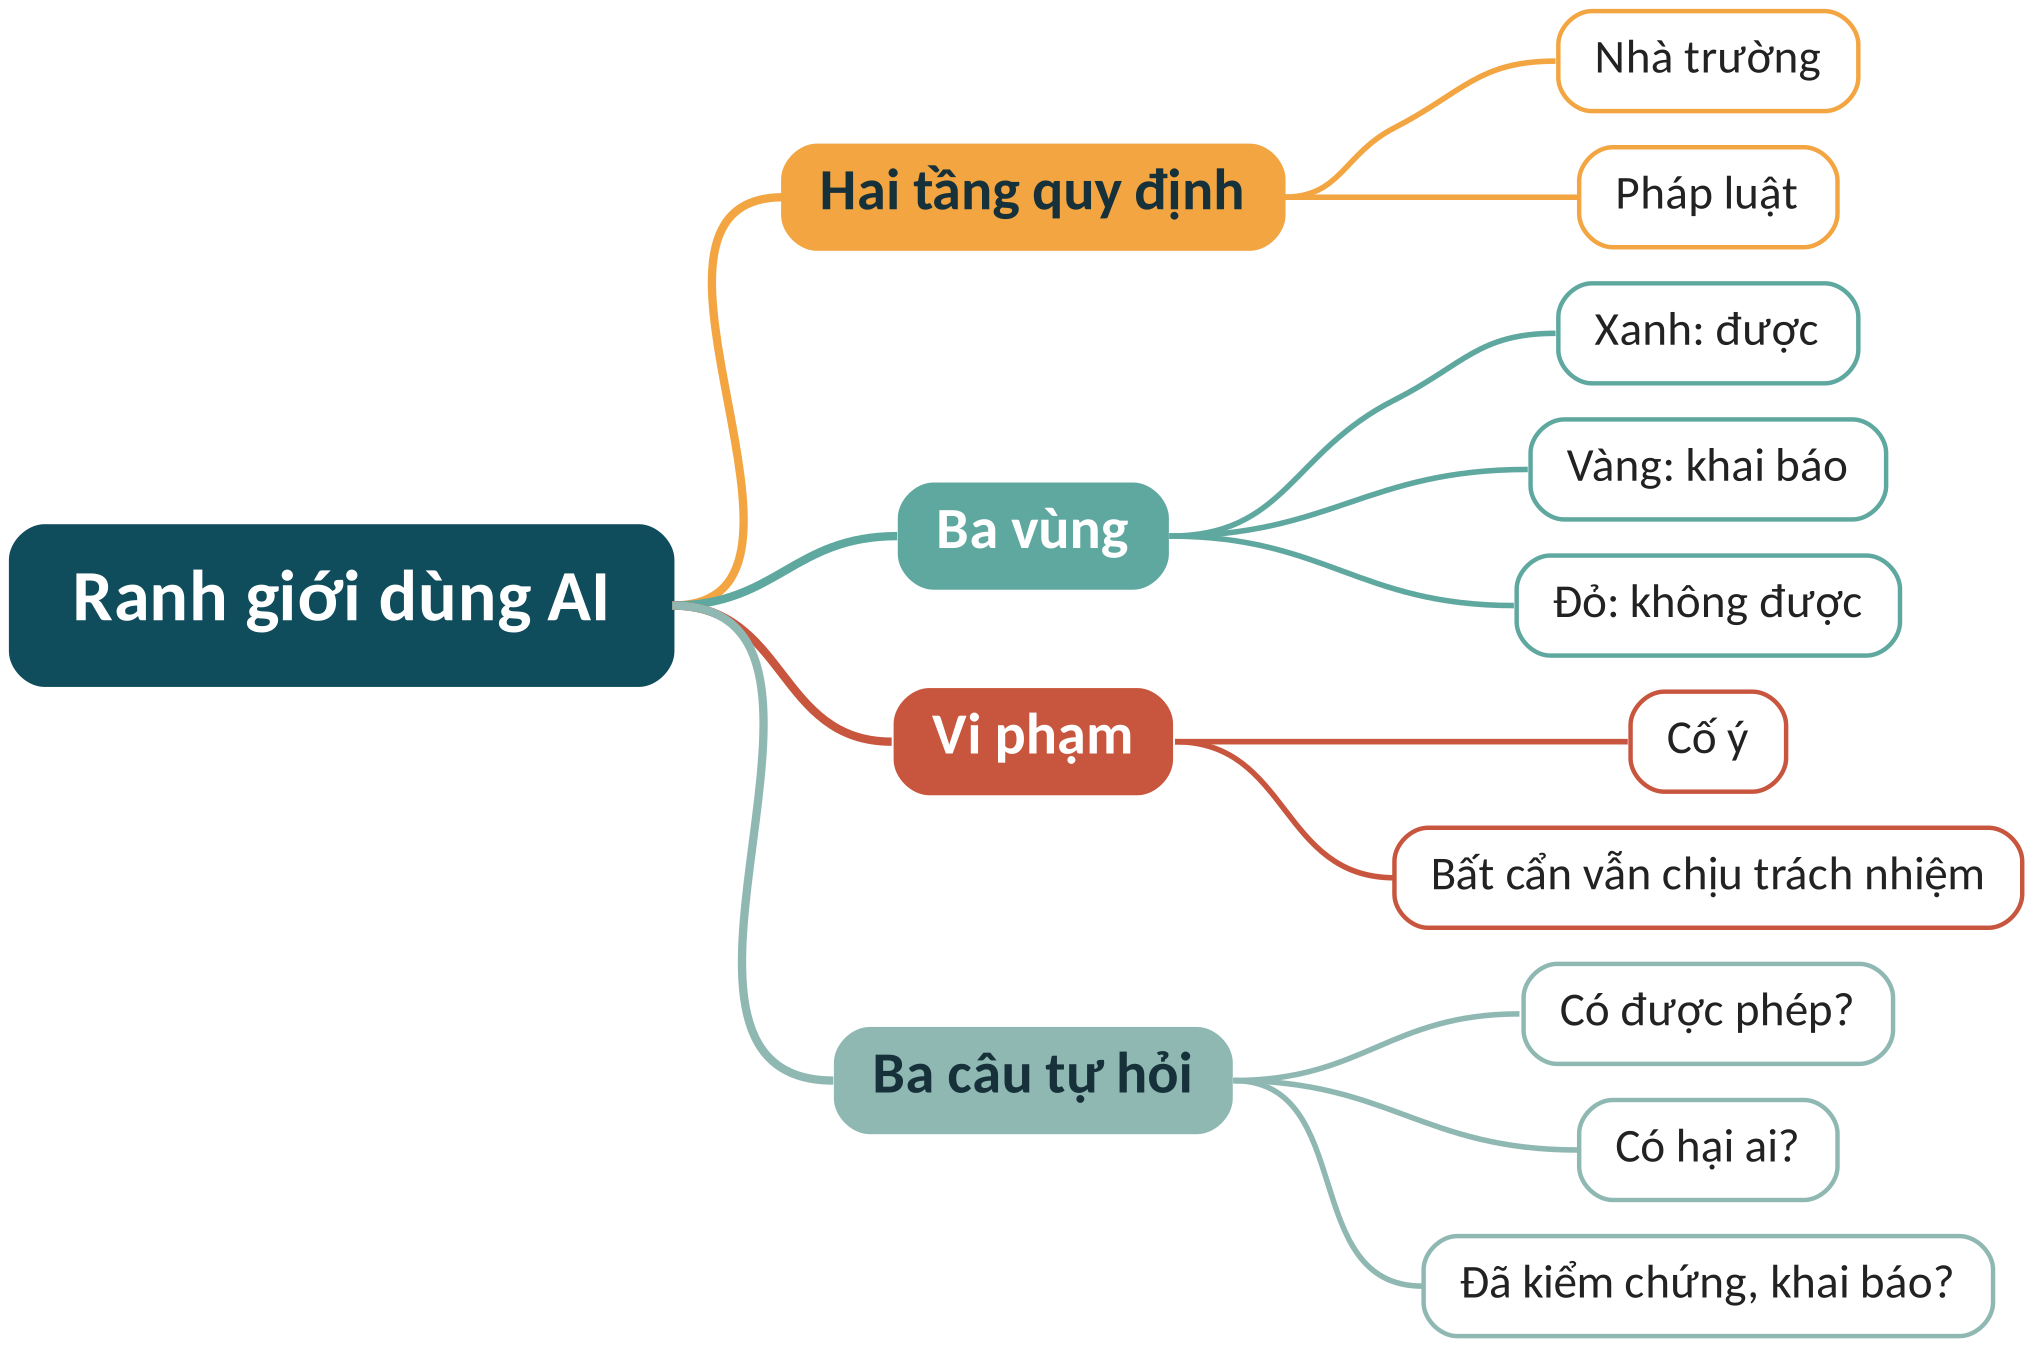 Ranh giới dùng AI
Hai tầng quy định
Nhà trường
Pháp luật
Ba vùng
Xanh: được
Vàng: khai báo
Đỏ: không được
Vi phạm
Cố ý
Bất cẩn vẫn chịu trách nhiệm
Ba câu tự hỏi
Có được phép?
Có hại ai?
Đã kiểm chứng, khai báo?